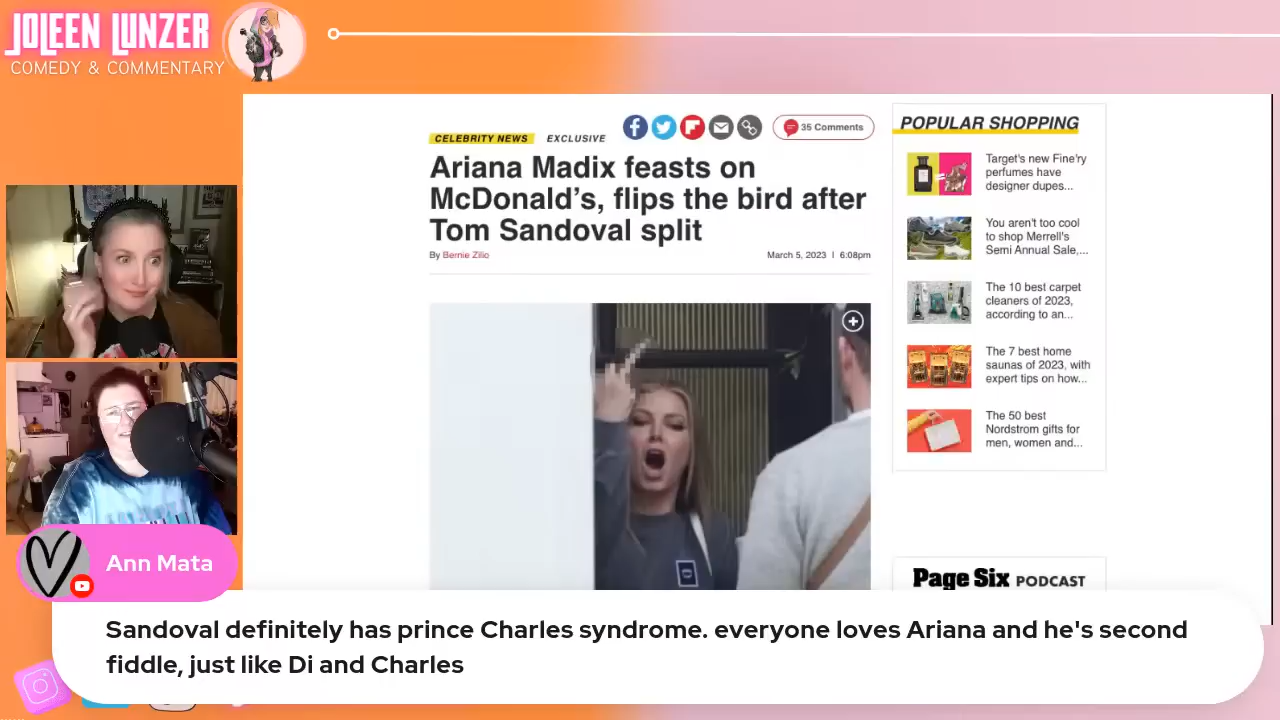 JOLEEN LUNZER
COMEDY & COMMENTARY
CELEBRITY NEWS EXCLUSIVE
35 Comments
Ariana Madix feasts on
McDonald's, flips the bird after
Tom Sandoval split
By Bernie Zilio
March 5, 2023 | 6:08pm
POPULAR SHOPPING
Target's new Fine'ry
perfumes have
designer dupes...
You aren't too cool
to shop Merrell's
Semi Annual Sale,...
The 10 best carpet
cleaners of 2023,
according to an...
The 7 best home
saunas of 2023, with
expert tips on how...
The 50 best
Nordstrom gifts for
men, women and...
Page Six PODCAST
Ann Mata
Sandoval definitely has prince Charles syndrome. everyone loves Ariana and he's second
fiddle, just like Di and Charles